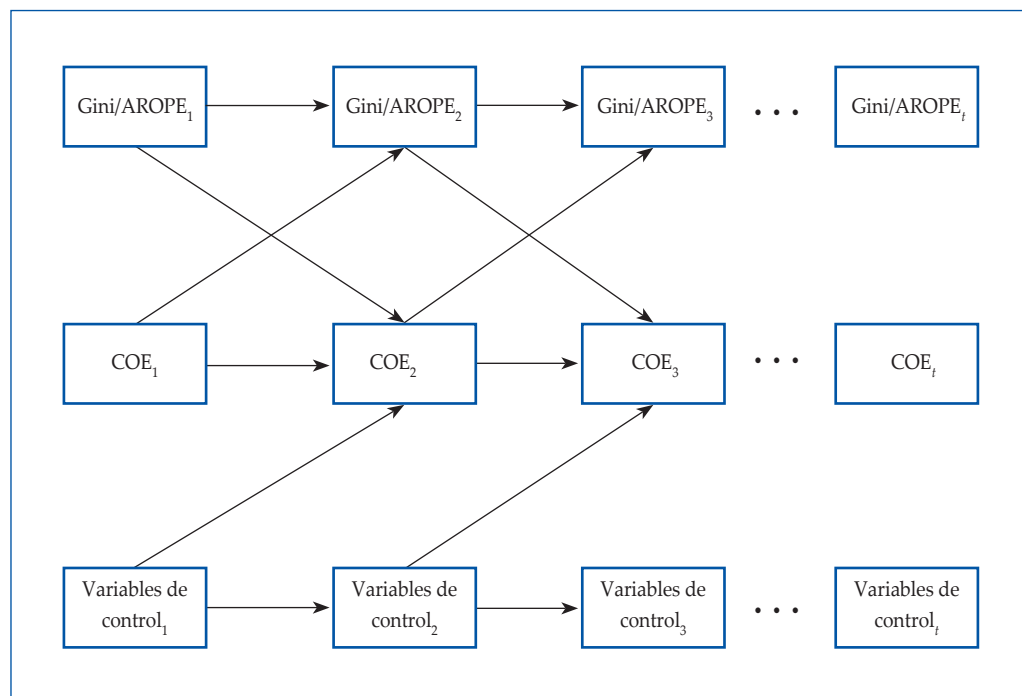 Gini/AROPE1
Gini/AROPE2
Gini/AROPE3
. . .
Gini/AROPEt
COE1
COE2
COE3
. . .
COEt
Variables de
control1
Variables de
control2
Variables de
control3
. . .
Variables de
controlt